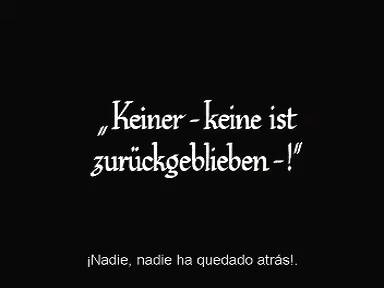 „Keiner - keine ist
zurückgeblieben - !"
¡Nadie, nadie ha quedado atrás!.